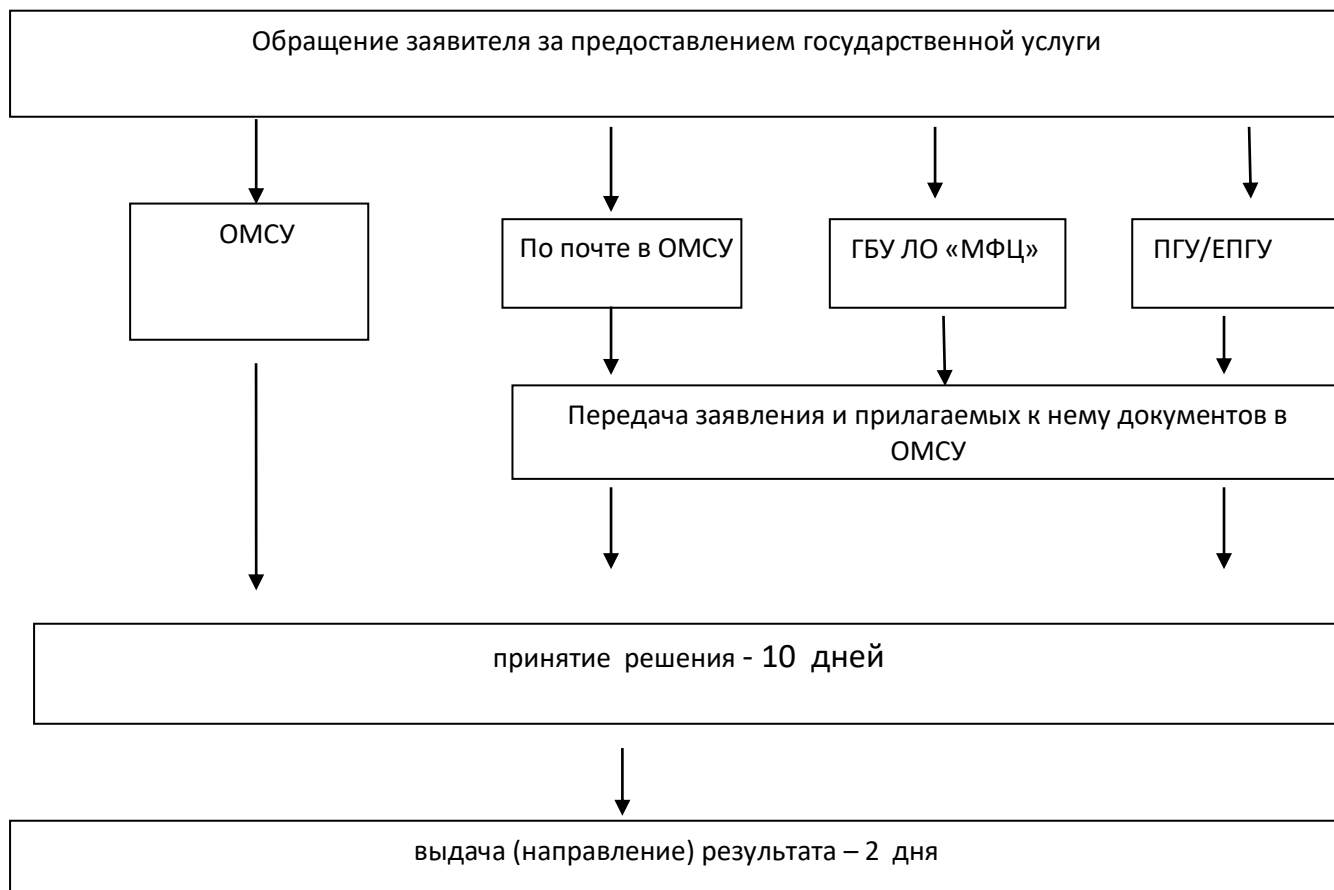 Обращение заявителя за предоставлением государственной услуги
ОМСУ
По почте в ОМСУ
ГБУ ЛО «МФЦ»
ПГУ/ЕПГУ
Передача заявления и прилагаемых к нему документов в
ОМСУ
принятие решения - 10 дней
выдача (направление) результата – 2 дня